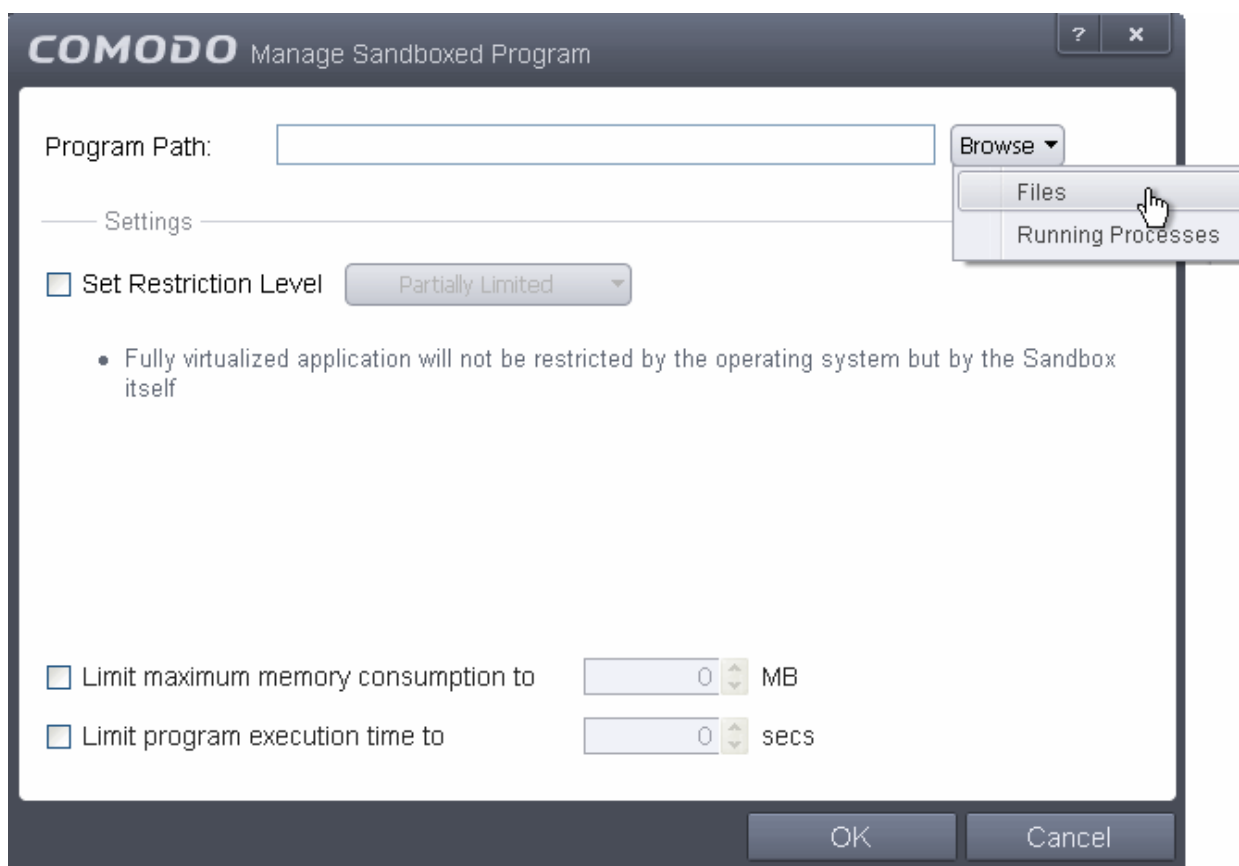 COMODO Manage Sandboxed Program
? x
Program Path:
Browse
Files
Running Processes
Settings
Set Restriction Level
Partially Limited
• Fully virtualized application will not be restricted by the operating system but by the Sandbox
itself
Limit maximum memory consumption to 0 MB
Limit program execution time to 0 secs
OK
Cancel